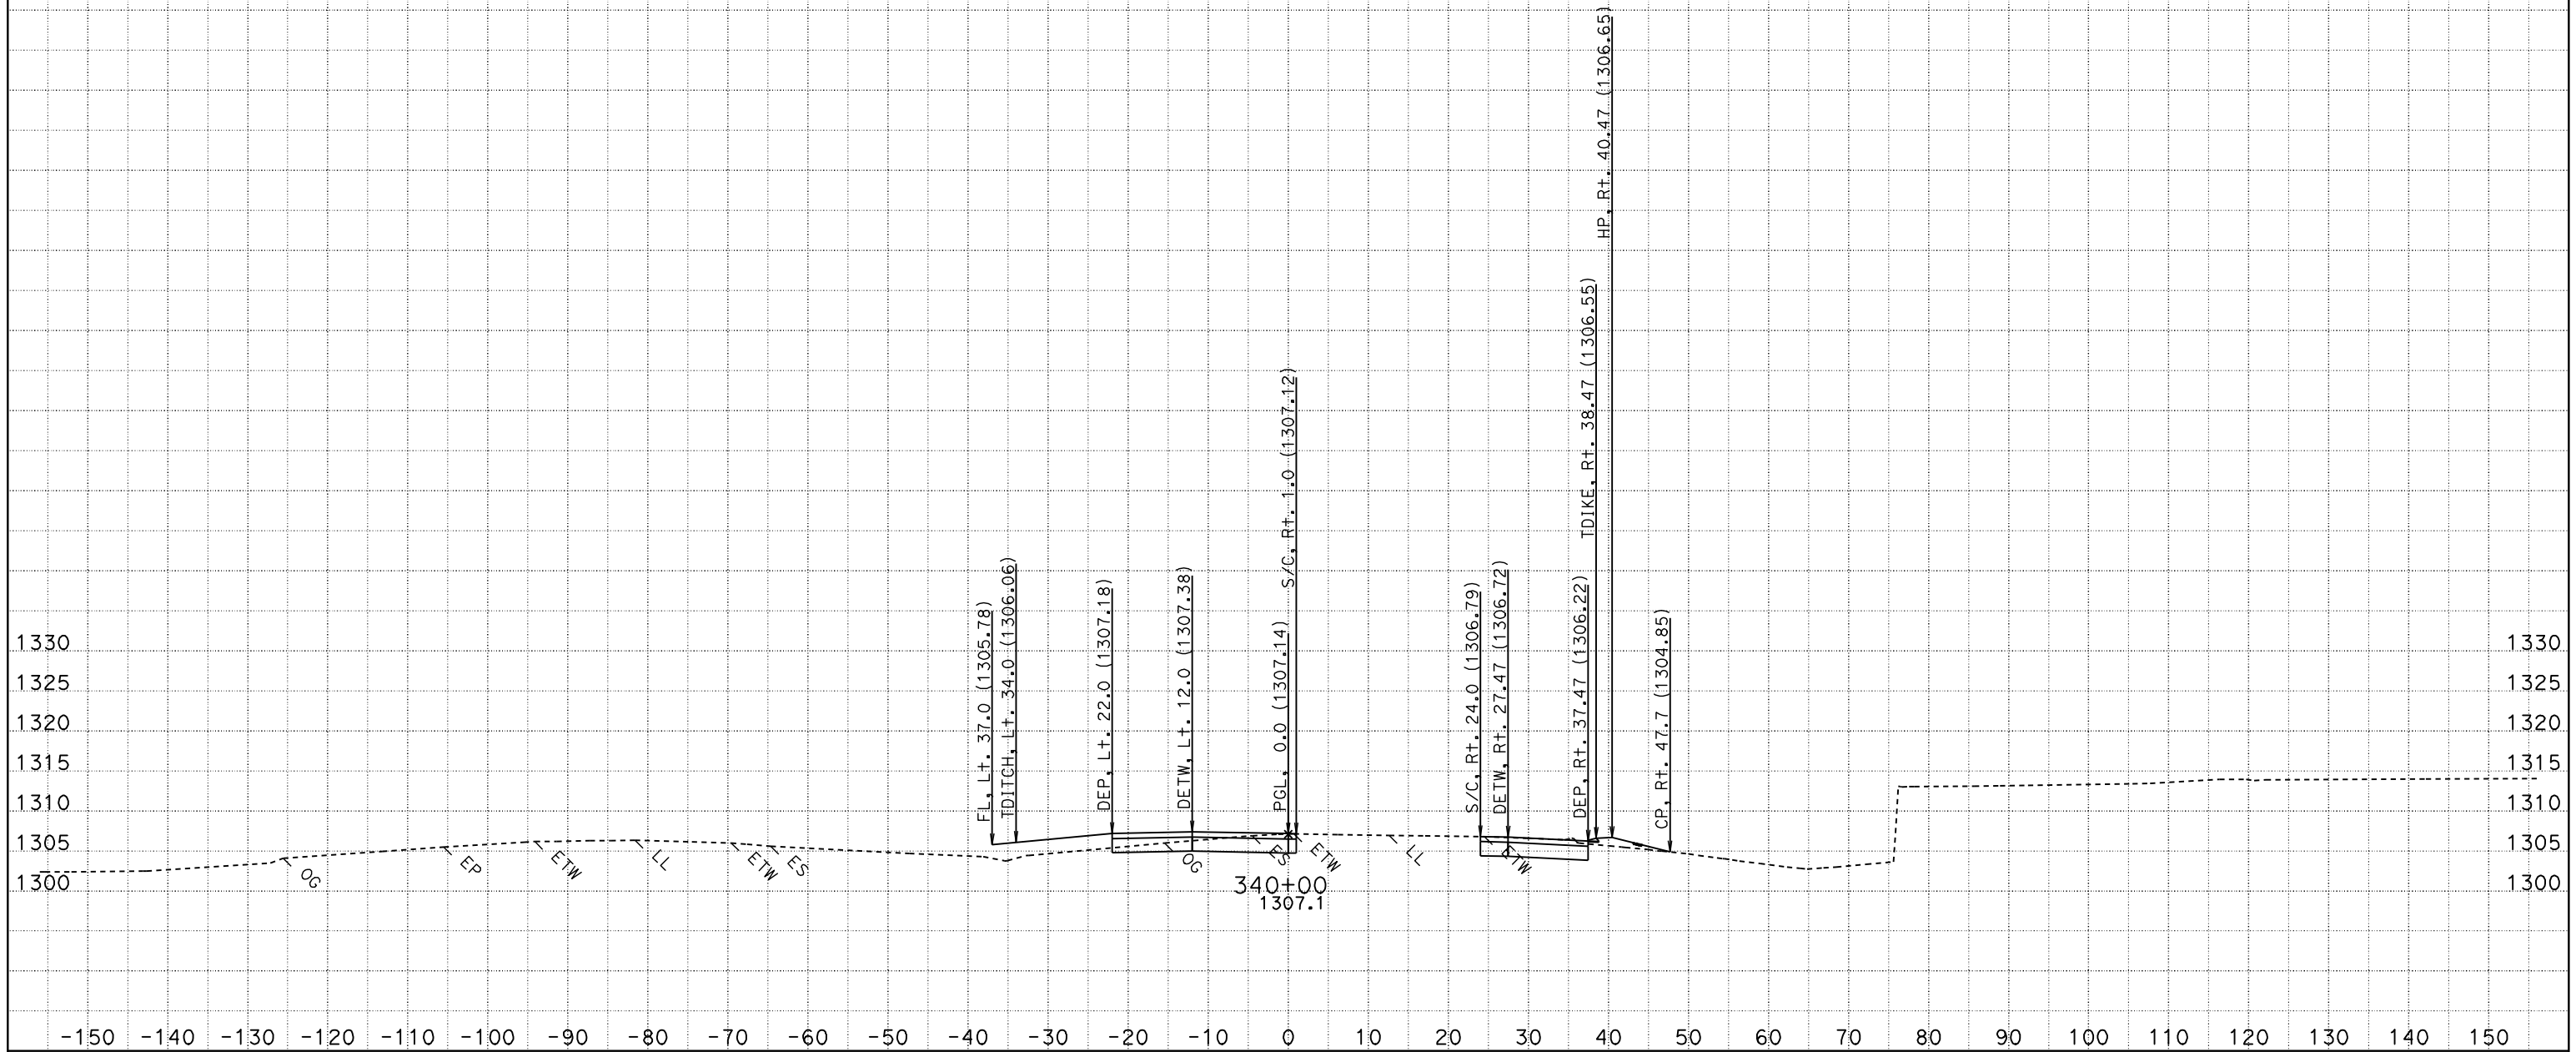 HP, Rt. 40.47 (1306.65)
TDIKE, Rt. 38.47 (1306.55)
S/C, Rt. 1.0 (1307.12)
FL, Lt. 37.0 (1305.78)
TDITCH, Lt. 34.0 (1306.06)
DEP, Lt. 22.0 (1307.18)
DETW, Lt. 12.0 (1307.38)
PGL, 0.0 (1307.14)
S/C, Rt. 24.0 (1306.79)
DETW, Rt. 27.47 (1306.72)
DEP, Rt. 37.47 (1306.22)
CP, Rt. 47.7 (1304.85)
1330 1330
1325 1325
1320 1320
1315 1315
1310 1310
1305 1305
1300 1300
OG EP ETW LL ETW ES OG ES ETW LL ETW
340+00
1307.1
-150 -140 -130 -120 -110 -100 -90 -80 -70 -60 -50 -40 -30 -20 -10 0 10 20 30 40 50 60 70 80 90 100 110 120 130 140 150